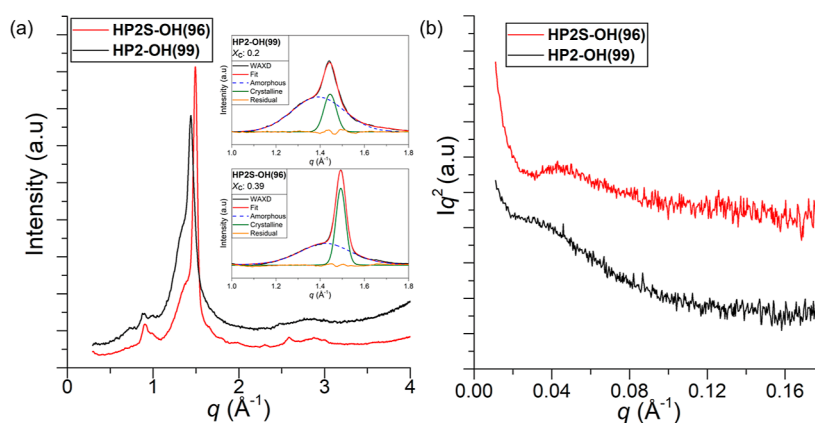 (a)
HP2S-OH(96)
HP2-OH(99)
Intensity (a.u)
0
1
2
3
4
q (Å-1)
HP2-OH(99)
XC: 0.2
WAXD
Fit
Amorphous
Crystalline
Residual
Intesnity (a.u)
1.0
1.2
1.4
1.6
1.8
q (Å-1)
HP2S-OH(96)
XC: 0.39
WAXD
Fit
Amorphous
Crystalline
Residual
Intensity (a.u)
1.0
1.2
1.4
1.6
1.8
q (Å-1)
(b)
HP2S-OH(96)
HP2-OH(99)
Iq2 (a.u)
0.00
0.04
0.08
0.12
0.16
q (Å-1)